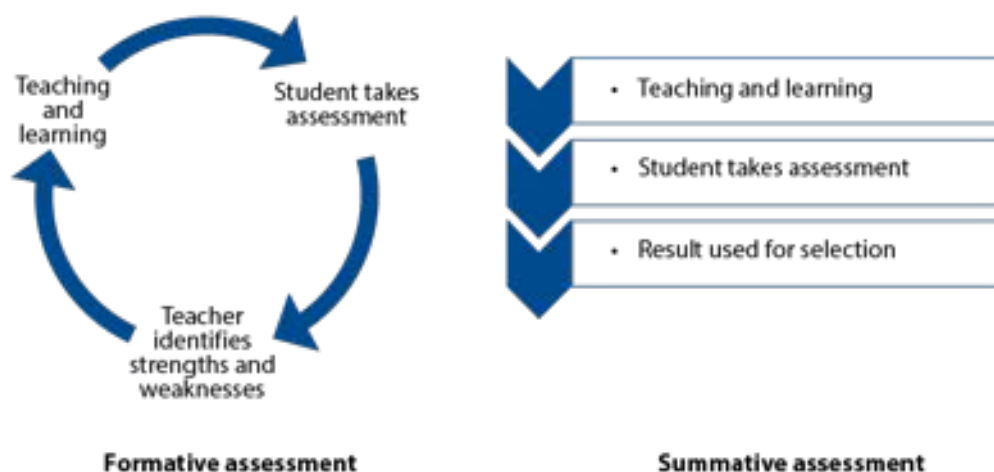 Teaching
and
learning
Student takes
assessment
Teacher
identifies
strengths and
weaknesses
Formative assessment
• Teaching and learning
• Student takes assessment
• Result used for selection
Summative assessment